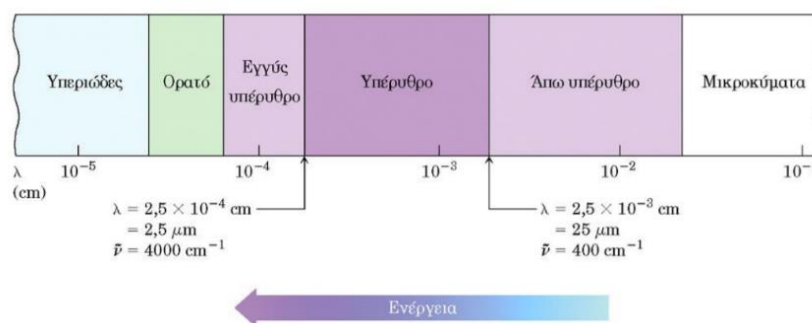 Υπεριώδες
Ορατό
Εγγύς
υπέρυθρο
Υπέρυθρο
Άπω υπέρυθρο
Μικροκύματα
λ
(cm)
10⁻⁵
10⁻⁴
10⁻³
10⁻²
10⁻
λ = 2,5 × 10⁻⁴ cm
= 2,5 μm
ν̃ = 4000 cm⁻¹
λ = 2,5 × 10⁻³ cm
= 25 μm
ν̃ = 400 cm⁻¹
Ενέργεια